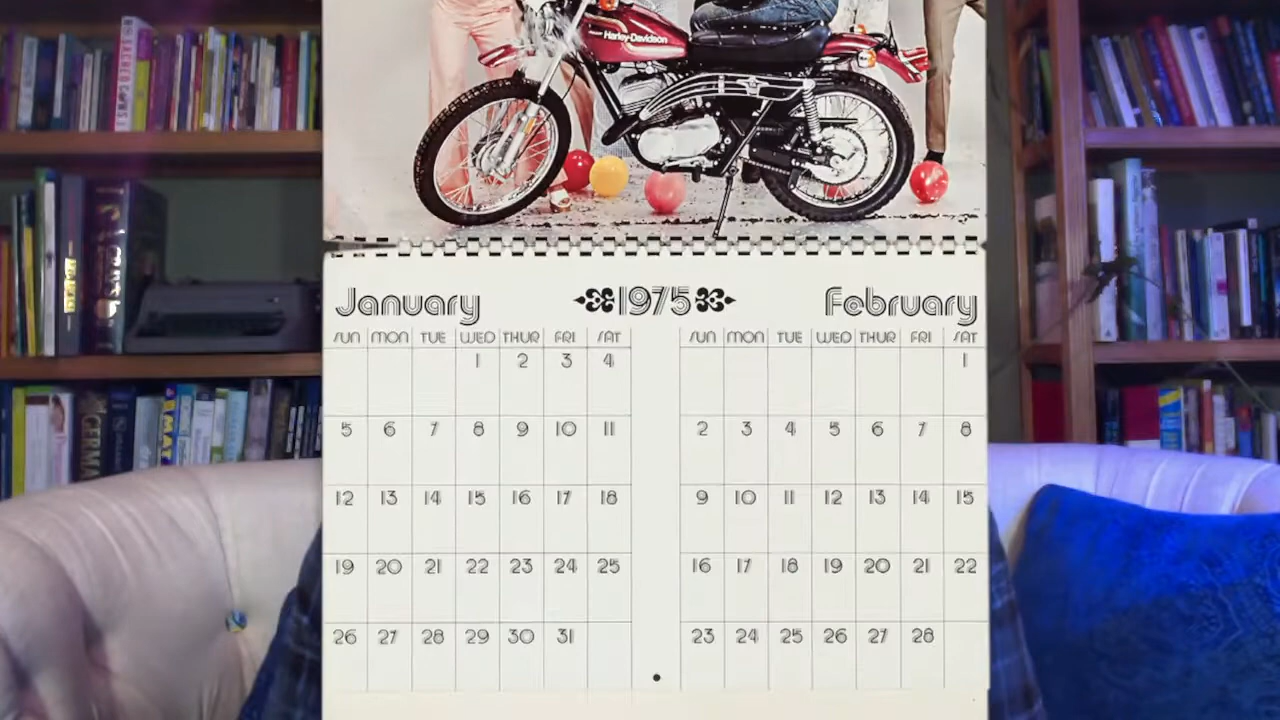 SACRED
Harley-Davidson
GERMA
MAT
January 1975 February
SUN MON TUE WED THUR FRI SAT SUN MON TUE WED THUR FRI SAT
1 2 3 4 1
5 6 7 8 9 10 11 2 3 4 5 6 7 8
12 13 14 15 16 17 18 9 10 11 12 13 14 15
19 20 21 22 23 24 25 16 17 18 19 20 21 22
26 27 28 29 30 31 23 24 25 26 27 28